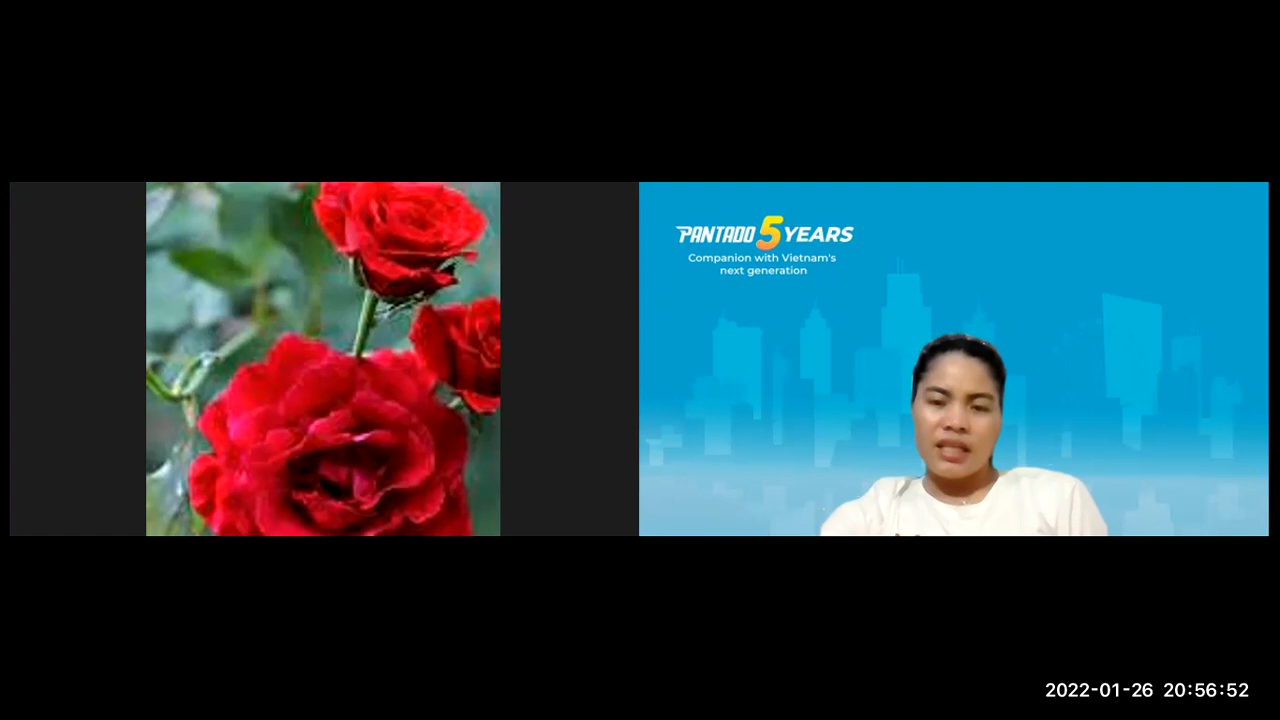 PANTADO 5 YEARS
Companion with Vietnam's
next generation
2022-01-26 20:56:52